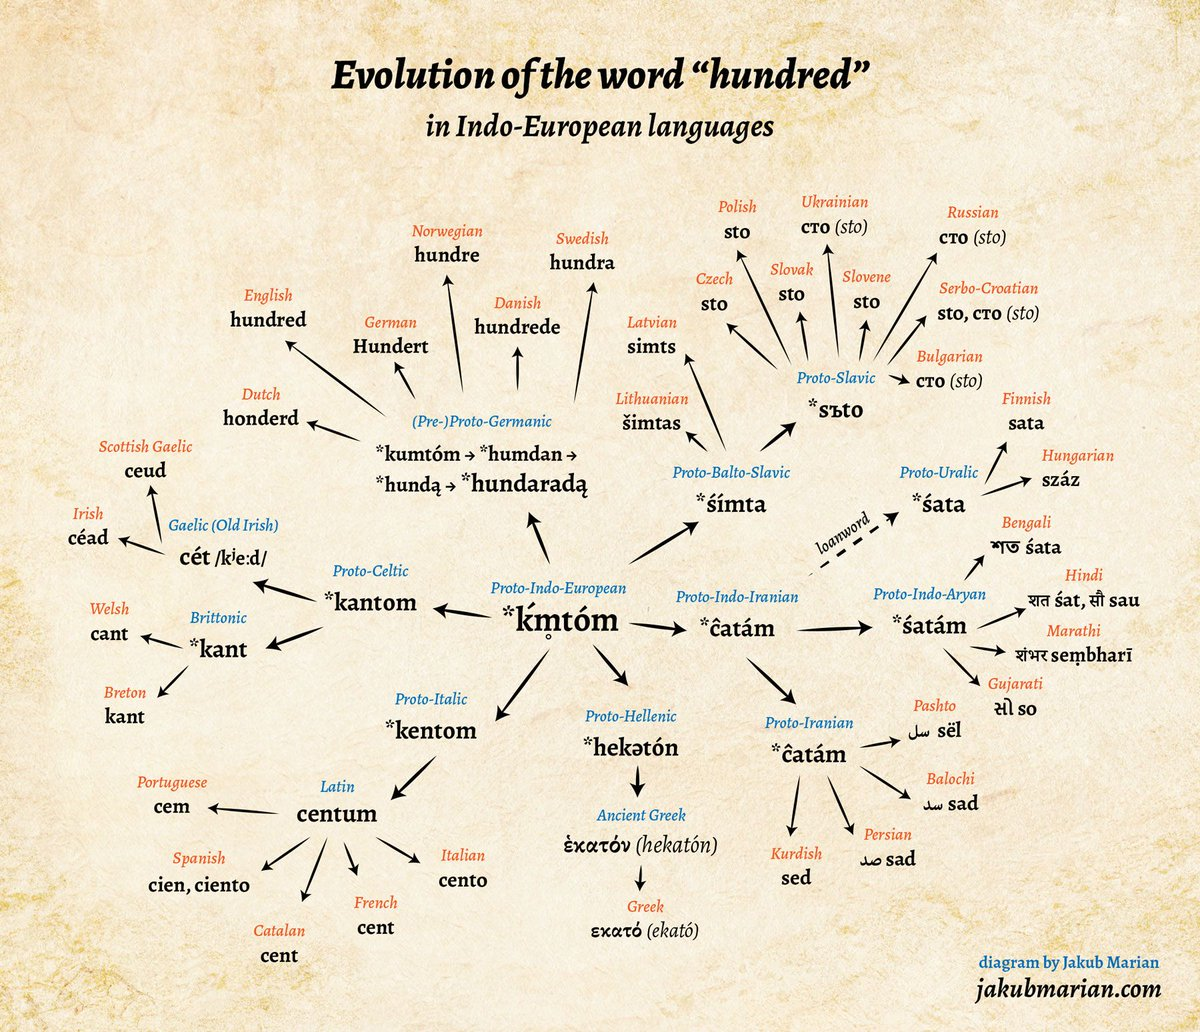 Evolution of the word “hundred”
in Indo-European languages
Polish
sto
Ukrainian
сто (sto)
Russian
сто (sto)
Czech
sto
Slovak
sto
Slovene
sto
Serbo-Croatian
sto, сто (sto)
Bulgarian
сто (sto)
Proto-Slavic
*sъto
Norwegian
hundre
Swedish
hundra
English
hundred
German
Hundert
Danish
hundrede
Dutch
honderd
(Pre-)Proto-Germanic
*kumtóm → *humdan →
*hundą → *hundaradą
Latvian
simts
Lithuanian
šimtas
Proto-Balto-Slavic
*śímta
Finnish
sata
Hungarian
száz
Proto-Uralic
*śata
loanword
Scottish Gaelic
ceud
Irish
céad
Gaelic (Old Irish)
cét /kʲeːd/
Proto-Celtic
*kantom
Welsh
cant
Brittonic
*kant
Breton
kant
Proto-Indo-European
*ḱm̥tóm
Proto-Indo-Iranian
*ĉatám
Proto-Indo-Aryan
*śatám
Bengali
শত śata
Hindi
शत śat, सौ sau
Marathi
शंभर seṃbharī
Gujarati
સો so
Proto-Iranian
*ĉatám
Pashto
سل sël
Balochi
سد sad
Persian
صد sad
Kurdish
sed
Proto-Hellenic
*hekətón
Ancient Greek
ἑκατόν (hekatón)
Greek
εκατό (ekató)
Proto-Italic
*kentom
Latin
centum
Portuguese
cem
Spanish
cien, ciento
Catalan
cent
French
cent
Italian
cento
diagram by Jakub Marian
jakubmarian.com